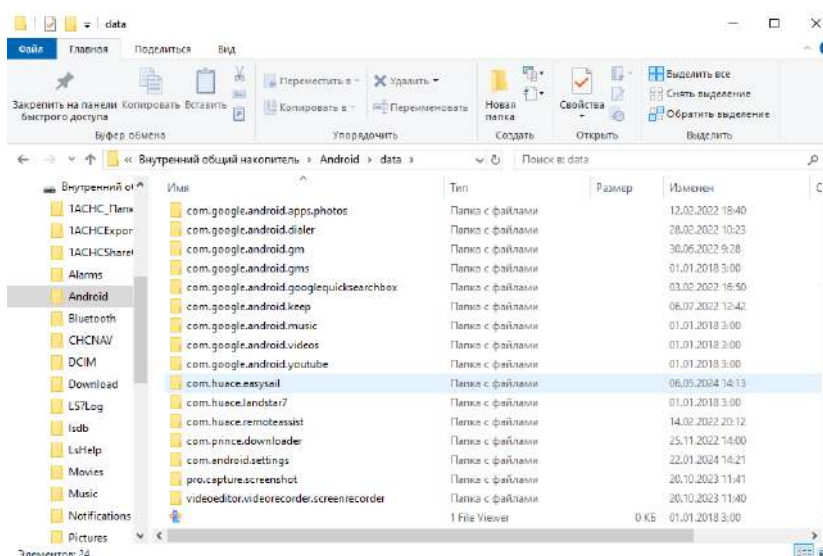 data
Файл Главная Поделиться Вид
Закрепить на панели быстрого доступа
Копировать
Вставить
Переместить в
Копировать в
Удалить
Переименовать
Новая папка
Свойства
Выделить все
Снять выделение
Обратить выделение
Буфер обмена Упорядочить Создать Открыть Выделить
« Внутренний общий накопитель › Android › data › Поиск в: data
Имя Тип Размер Изменен С
Внутренний об
1ACHC_Папк
1ACHCExpor
1ACHCShare
Alarms
Android
Bluetooth
CHCNAV
DCIM
Download
LS7Log
lsdb
LsHelp
Movies
Music
Notifications
Pictures
com.google.android.apps.photos Папка с файлами 12.02.2022 18:40
com.google.android.dialer Папка с файлами 28.02.2022 10:23
com.google.android.gm Папка с файлами 30.06.2022 9:28
com.google.android.gms Папка с файлами 01.01.2018 3:00
com.google.android.googlequicksearchbox Папка с файлами 03.02.2022 16:50
com.google.android.keep Папка с файлами 06.07.2022 12:42
com.google.android.music Папка с файлами 01.01.2018 3:00
com.google.android.videos Папка с файлами 01.01.2018 3:00
com.google.android.youtube Папка с файлами 01.01.2018 3:00
com.huace.easysail Папка с файлами 06.05.2024 14:13
com.huace.landstar7 Папка с файлами 01.01.2018 3:00
com.huace.remoteassist Папка с файлами 14.02.2022 20:12
com.prince.downloader Папка с файлами 25.11.2022 14:00
com.android.settings Папка с файлами 22.01.2024 14:21
pro.capture.screenshot Папка с файлами 20.10.2023 11:41
videoeditor.videorecorder.screenrecorder Папка с файлами 20.10.2023 11:40
1 File Viewer 0 КБ 01.01.2018 3:00
Элементов: 24